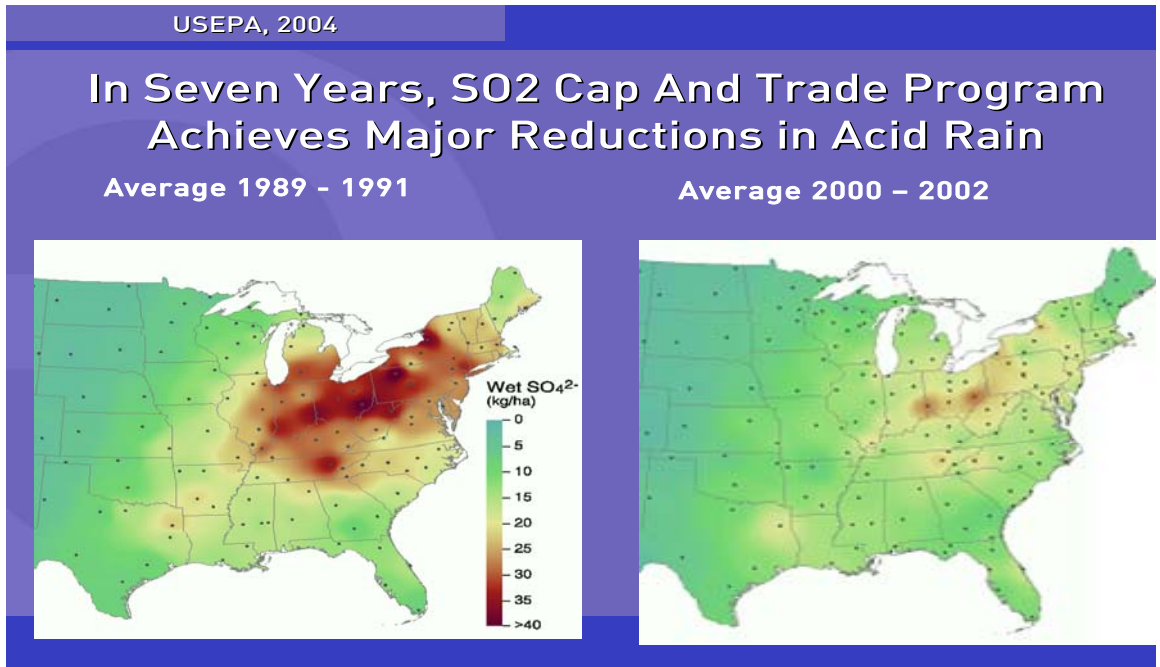 USEPA, 2004
In Seven Years, SO2 Cap And Trade Program
Achieves Major Reductions in Acid Rain
Average 1989 - 1991
Average 2000 – 2002
Wet SO₄²⁻
(kg/ha)
0
5
10
15
20
25
30
35
>40